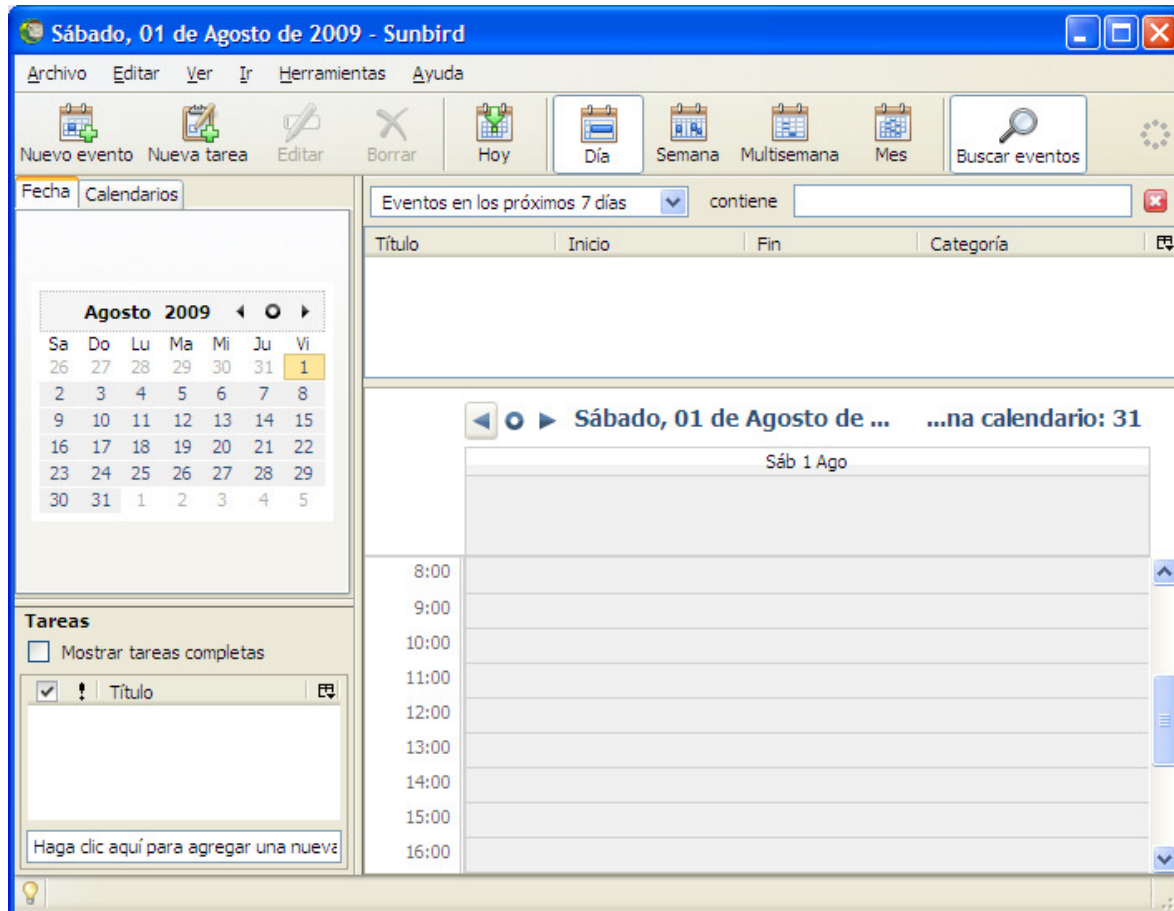 Sábado, 01 de Agosto de 2009 - Sunbird
Archivo Editar Ver Ir Herramientas Ayuda
Nuevo evento Nueva tarea Editar Borrar Hoy Día Semana Multisemana Mes Buscar eventos
Fecha Calendarios
Eventos en los próximos 7 días contiene
Título Inicio Fin Categoría
Agosto 2009
Sa Do Lu Ma Mi Ju Vi
26 27 28 29 30 31 1
2 3 4 5 6 7 8
9 10 11 12 13 14 15
16 17 18 19 20 21 22
23 24 25 26 27 28 29
30 31 1 2 3 4 5
Sábado, 01 de Agosto de ... ...na calendario: 31
Sáb 1 Ago
8:00
9:00
10:00
11:00
12:00
13:00
14:00
15:00
16:00
Tareas
Mostrar tareas completas
! Título
Haga clic aquí para agregar una nueva